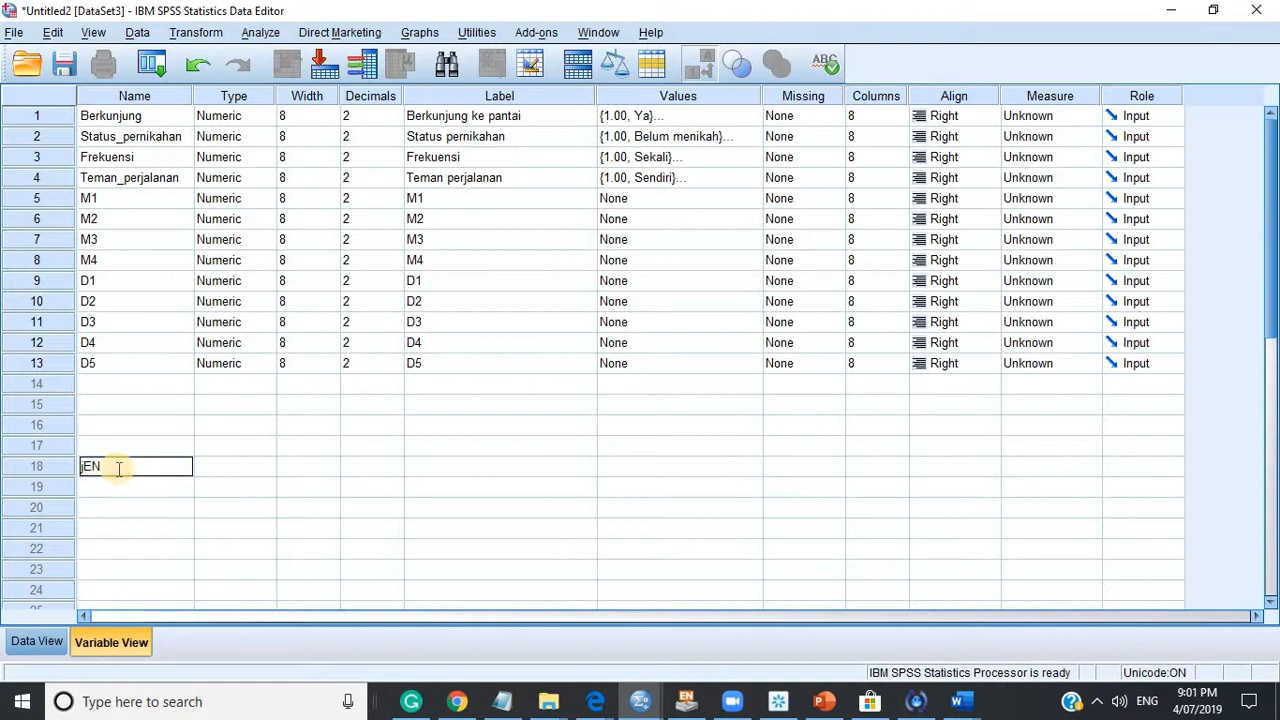 *Untitled2 [DataSet3] - IBM SPSS Statistics Data Editor
File Edit View Data Transform Analyze Direct Marketing Graphs Utilities Add-ons Window Help
Name Type Width Decimals Label Values Missing Columns Align Measure Role
1 Berkunjung Numeric 8 2 Berkunjung ke pantai {1.00, Ya}... None 8 Right Unknown Input
2 Status_pernikahan Numeric 8 2 Status pernikahan {1.00, Belum menikah}... None 8 Right Unknown Input
3 Frekuensi Numeric 8 2 Frekuensi {1.00, Sekali}... None 8 Right Unknown Input
4 Teman_perjalanan Numeric 8 2 Teman perjalanan {1.00, Sendiri}... None 8 Right Unknown Input
5 M1 Numeric 8 2 M1 None None 8 Right Unknown Input
6 M2 Numeric 8 2 M2 None None 8 Right Unknown Input
7 M3 Numeric 8 2 M3 None None 8 Right Unknown Input
8 M4 Numeric 8 2 M4 None None 8 Right Unknown Input
9 D1 Numeric 8 2 D1 None None 8 Right Unknown Input
10 D2 Numeric 8 2 D2 None None 8 Right Unknown Input
11 D3 Numeric 8 2 D3 None None 8 Right Unknown Input
12 D4 Numeric 8 2 D4 None None 8 Right Unknown Input
13 D5 Numeric 8 2 D5 None None 8 Right Unknown Input
14
15
16
17
18 jEN
19
20
21
22
23
24
Data View Variable View
IBM SPSS Statistics Processor is ready Unicode:ON
Type here to search
ENG 9:01 PM
4/07/2019